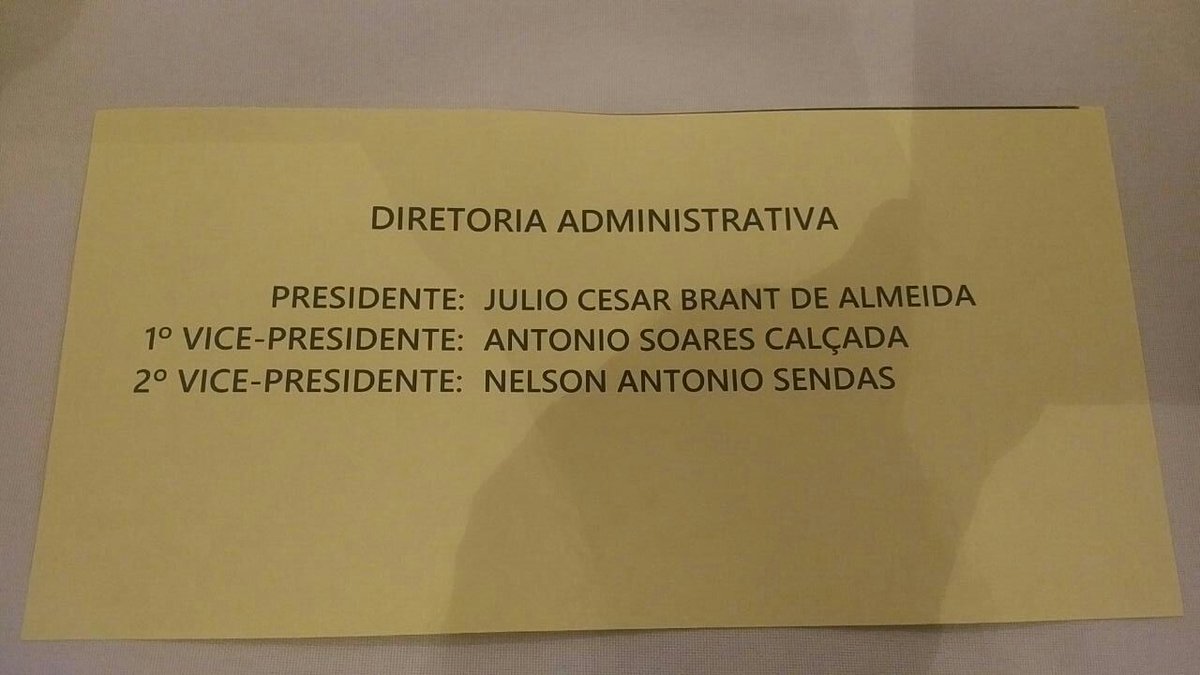 DIRETORIA ADMINISTRATIVA
PRESIDENTE: JULIO CESAR BRANT DE ALMEIDA
1º VICE-PRESIDENTE: ANTONIO SOARES CALÇADA
2º VICE-PRESIDENTE: NELSON ANTONIO SENDAS